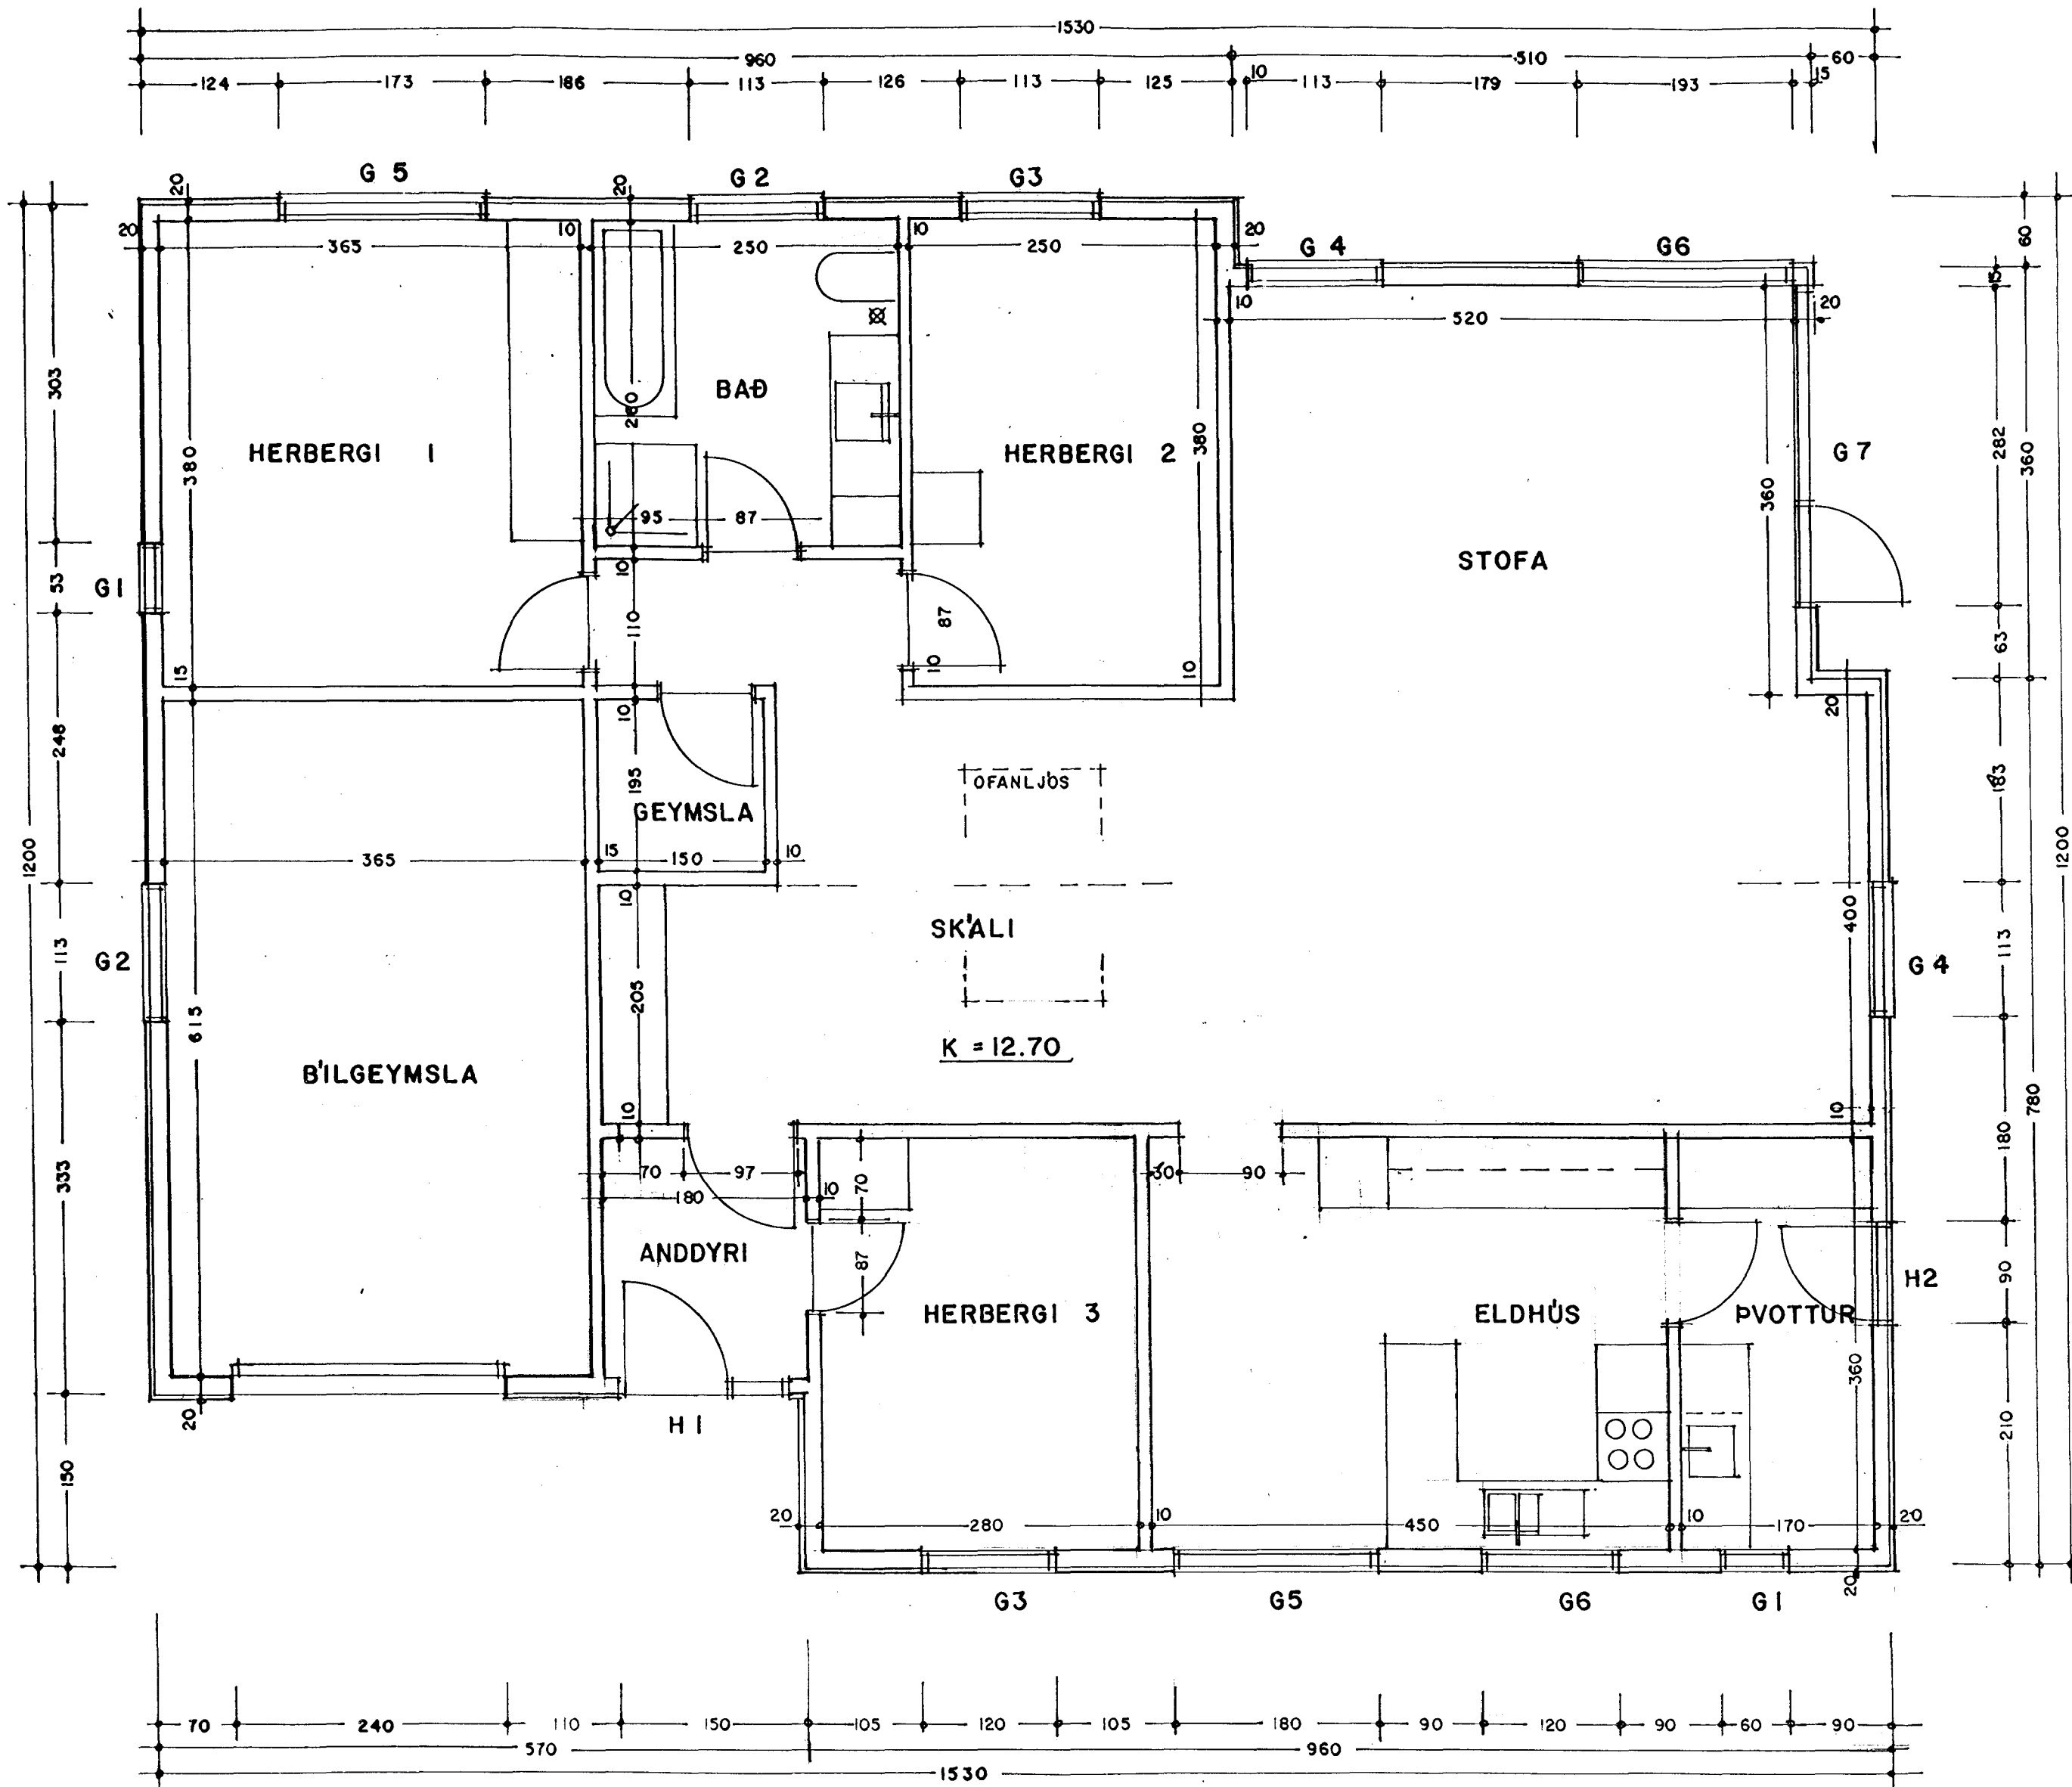 1530
960 510 60
124 173 186 113 126 113 125 10 113 179 193 15
G 5 G 2 G3
20 20
20 365 10 250 10 250 20 G 4 G6 60
10 520 20 15
303 380 260 380 360 282 360
BAÐ
HERBERGI 1 HERBERGI 2 G 7
95 87
STOFA
G1 53 10 110 87
15 10 10 63
248 10 20
195 OFANLJÓS 183
GEYMSLA
1200 365 15 150 10 1200
10 400
G2 113 SKÁLI 113 G 4
205
615 K = 12.70
BÍLGEYMSLA
10 10 180 780
333 70 97 70 30 90
180 10
ANDDYRI 87 90 H2
HERBERGI 3 ELDHÚS ÞVOTTUR
360
20 H 1 210
150
20 280 10 450 10 170 20
20
G3 G5 G6 G1
70 240 110 150 105 120 105 180 90 120 90 60 90
570 960
1530